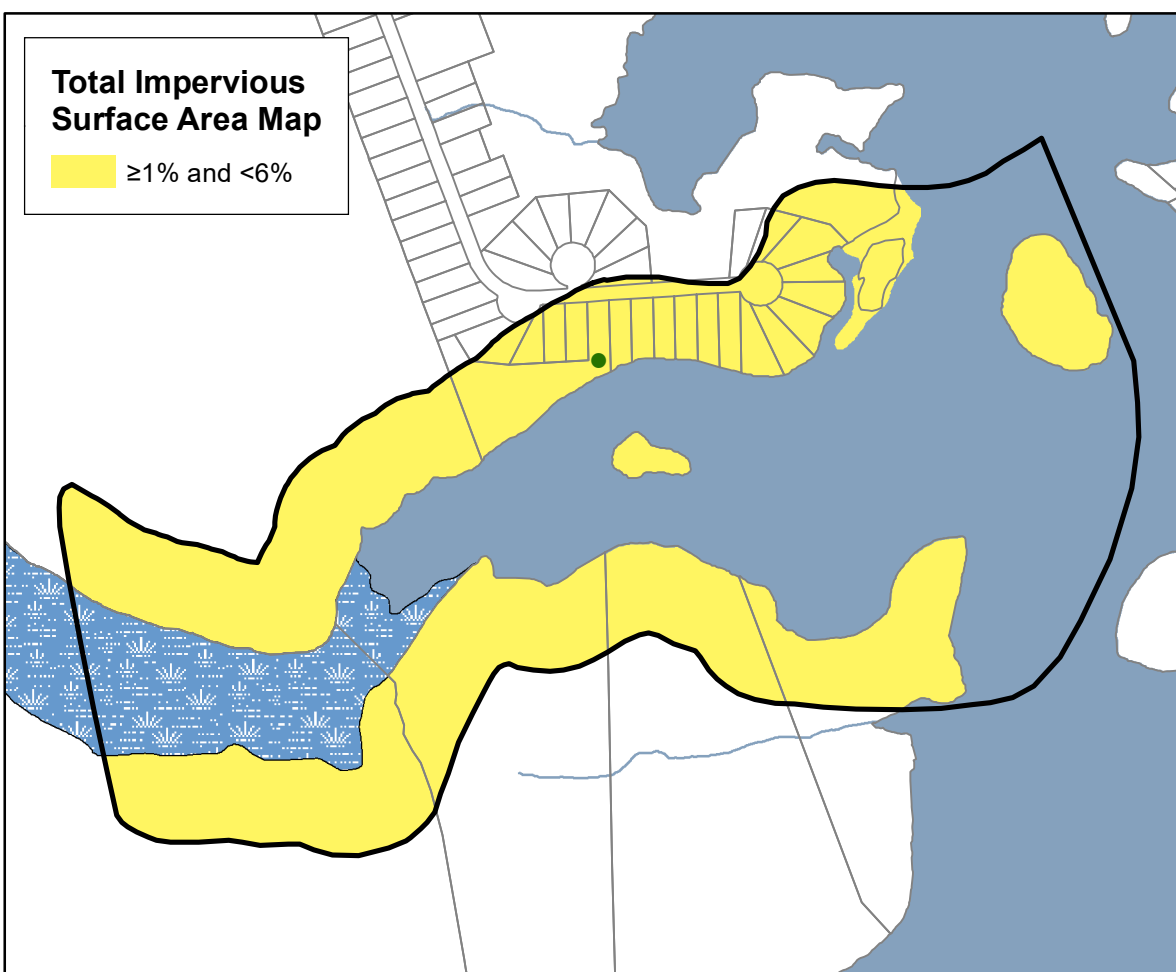 Total Impervious
Surface Area Map
≥1% and <6%